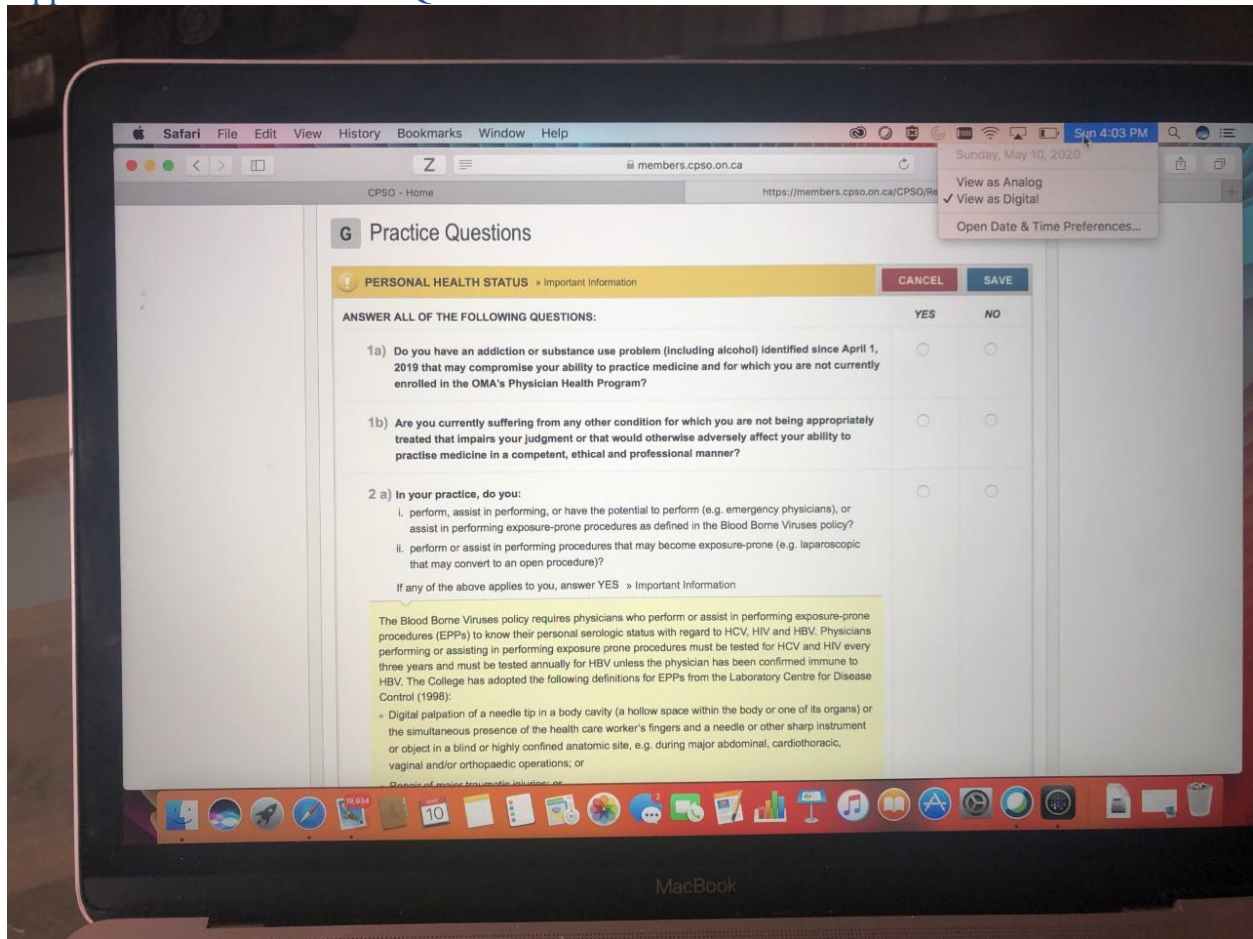 Safari File Edit View History Bookmarks Window Help Sun 4:03 PM
Sunday, May 10, 2020
View as Analog
✓ View as Digital
Open Date & Time Preferences...
Z members.cpso.on.ca
CPSO - Home https://members.cpso.on.ca/CPSO/Re
G Practice Questions
PERSONAL HEALTH STATUS » Important Information CANCEL SAVE
ANSWER ALL OF THE FOLLOWING QUESTIONS: YES NO
1a) Do you have an addiction or substance use problem (including alcohol) identified since April 1,
2019 that may compromise your ability to practice medicine and for which you are not currently
enrolled in the OMA's Physician Health Program?
1b) Are you currently suffering from any other condition for which you are not being appropriately
treated that impairs your judgment or that would otherwise adversely affect your ability to
practise medicine in a competent, ethical and professional manner?
2 a) In your practice, do you:
i. perform, assist in performing, or have the potential to perform (e.g. emergency physicians), or
assist in performing exposure-prone procedures as defined in the Blood Borne Viruses policy?
ii. perform or assist in performing procedures that may become exposure-prone (e.g. laparoscopic
that may convert to an open procedure)?
If any of the above applies to you, answer YES » Important Information
The Blood Borne Viruses policy requires physicians who perform or assist in performing exposure-prone
procedures (EPPs) to know their personal serologic status with regard to HCV, HIV and HBV. Physicians
performing or assisting in performing exposure prone procedures must be tested for HCV and HIV every
three years and must be tested annually for HBV unless the physician has been confirmed immune to
HBV. The College has adopted the following definitions for EPPs from the Laboratory Centre for Disease
Control (1998):
Digital palpation of a needle tip in a body cavity (a hollow space within the body or one of its organs) or
the simultaneous presence of the health care worker's fingers and a needle or other sharp instrument
or object in a blind or highly confined anatomic site, e.g. during major abdominal, cardiothoracic,
vaginal and/or orthopaedic operations; or
Repair of major traumatic injuries; or
19,034 MAY 10 2
MacBook